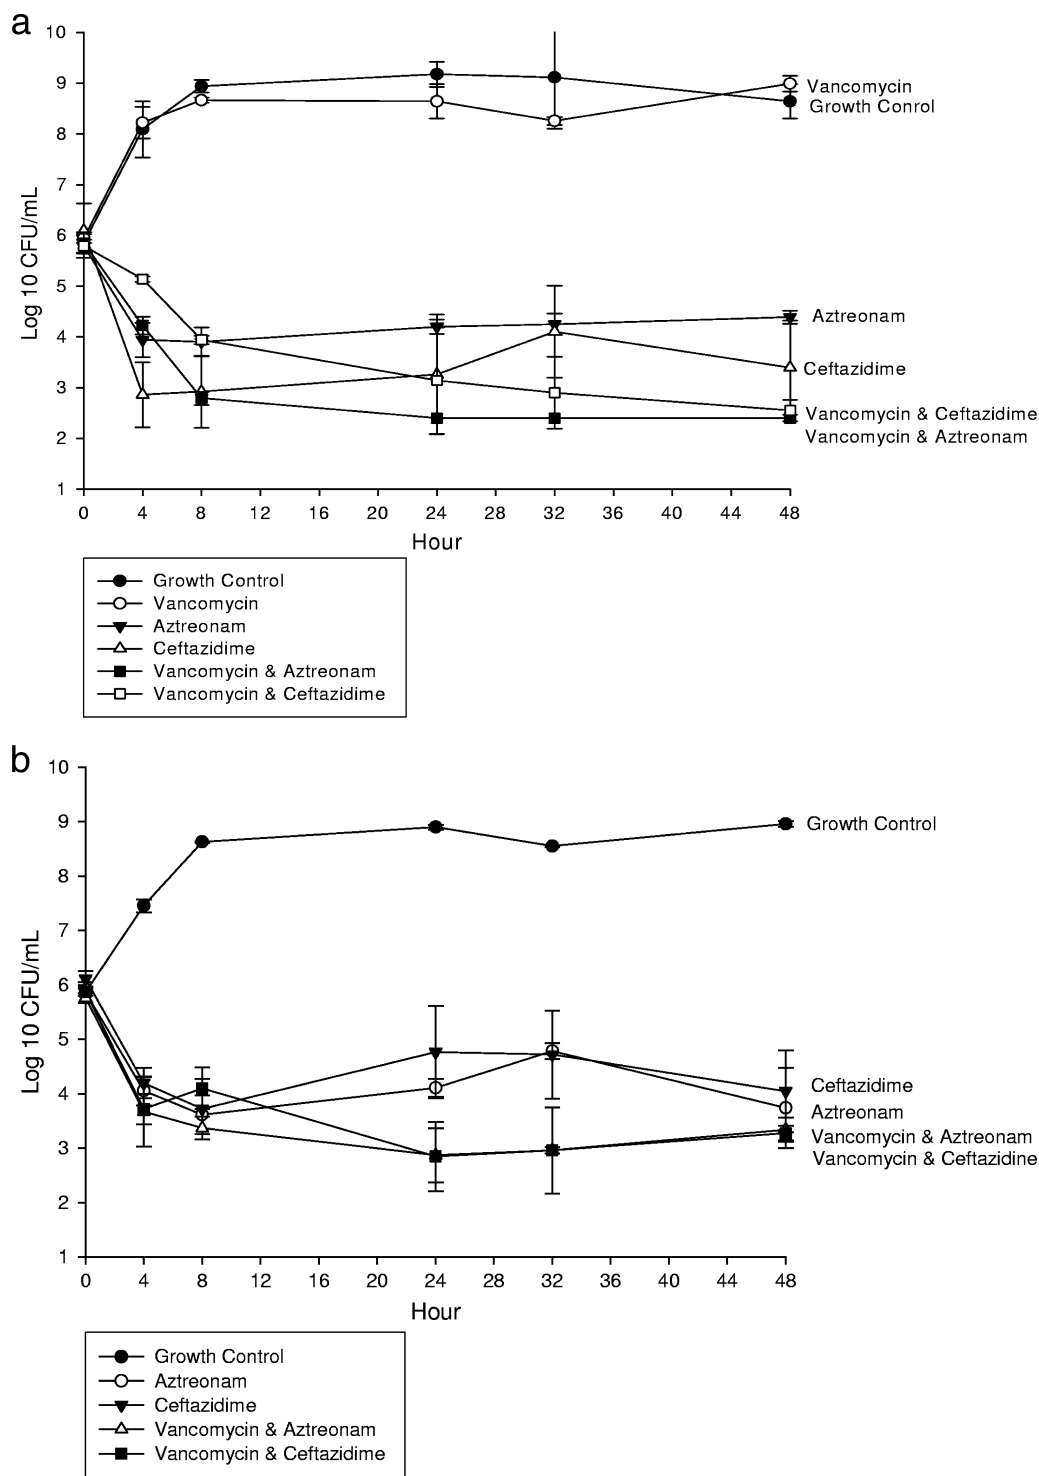 a
10
9
8
7
6
5
4
3
2
1
Log 10 CFU/mL
Vancomycin
Growth Conrol
Aztreonam
Ceftazidime
Vancomycin & Ceftazidime
Vancomycin & Aztreonam
0 4 8 12 16 20 24 28 32 36 40 44 48
Hour
Growth Control
Vancomycin
Aztreonam
Ceftazidime
Vancomycin & Aztreonam
Vancomycin & Ceftazidime
b
10
9
8
7
6
5
4
3
2
1
Log 10 CFU/mL
Growth Control
Ceftazidime
Aztreonam
Vancomycin & Aztreonam
Vancomycin & Ceftazidine
0 4 8 12 16 20 24 28 32 36 40 44 48
Hour
Growth Control
Aztreonam
Ceftazidime
Vancomycin & Aztreonam
Vancomycin & Ceftazidime